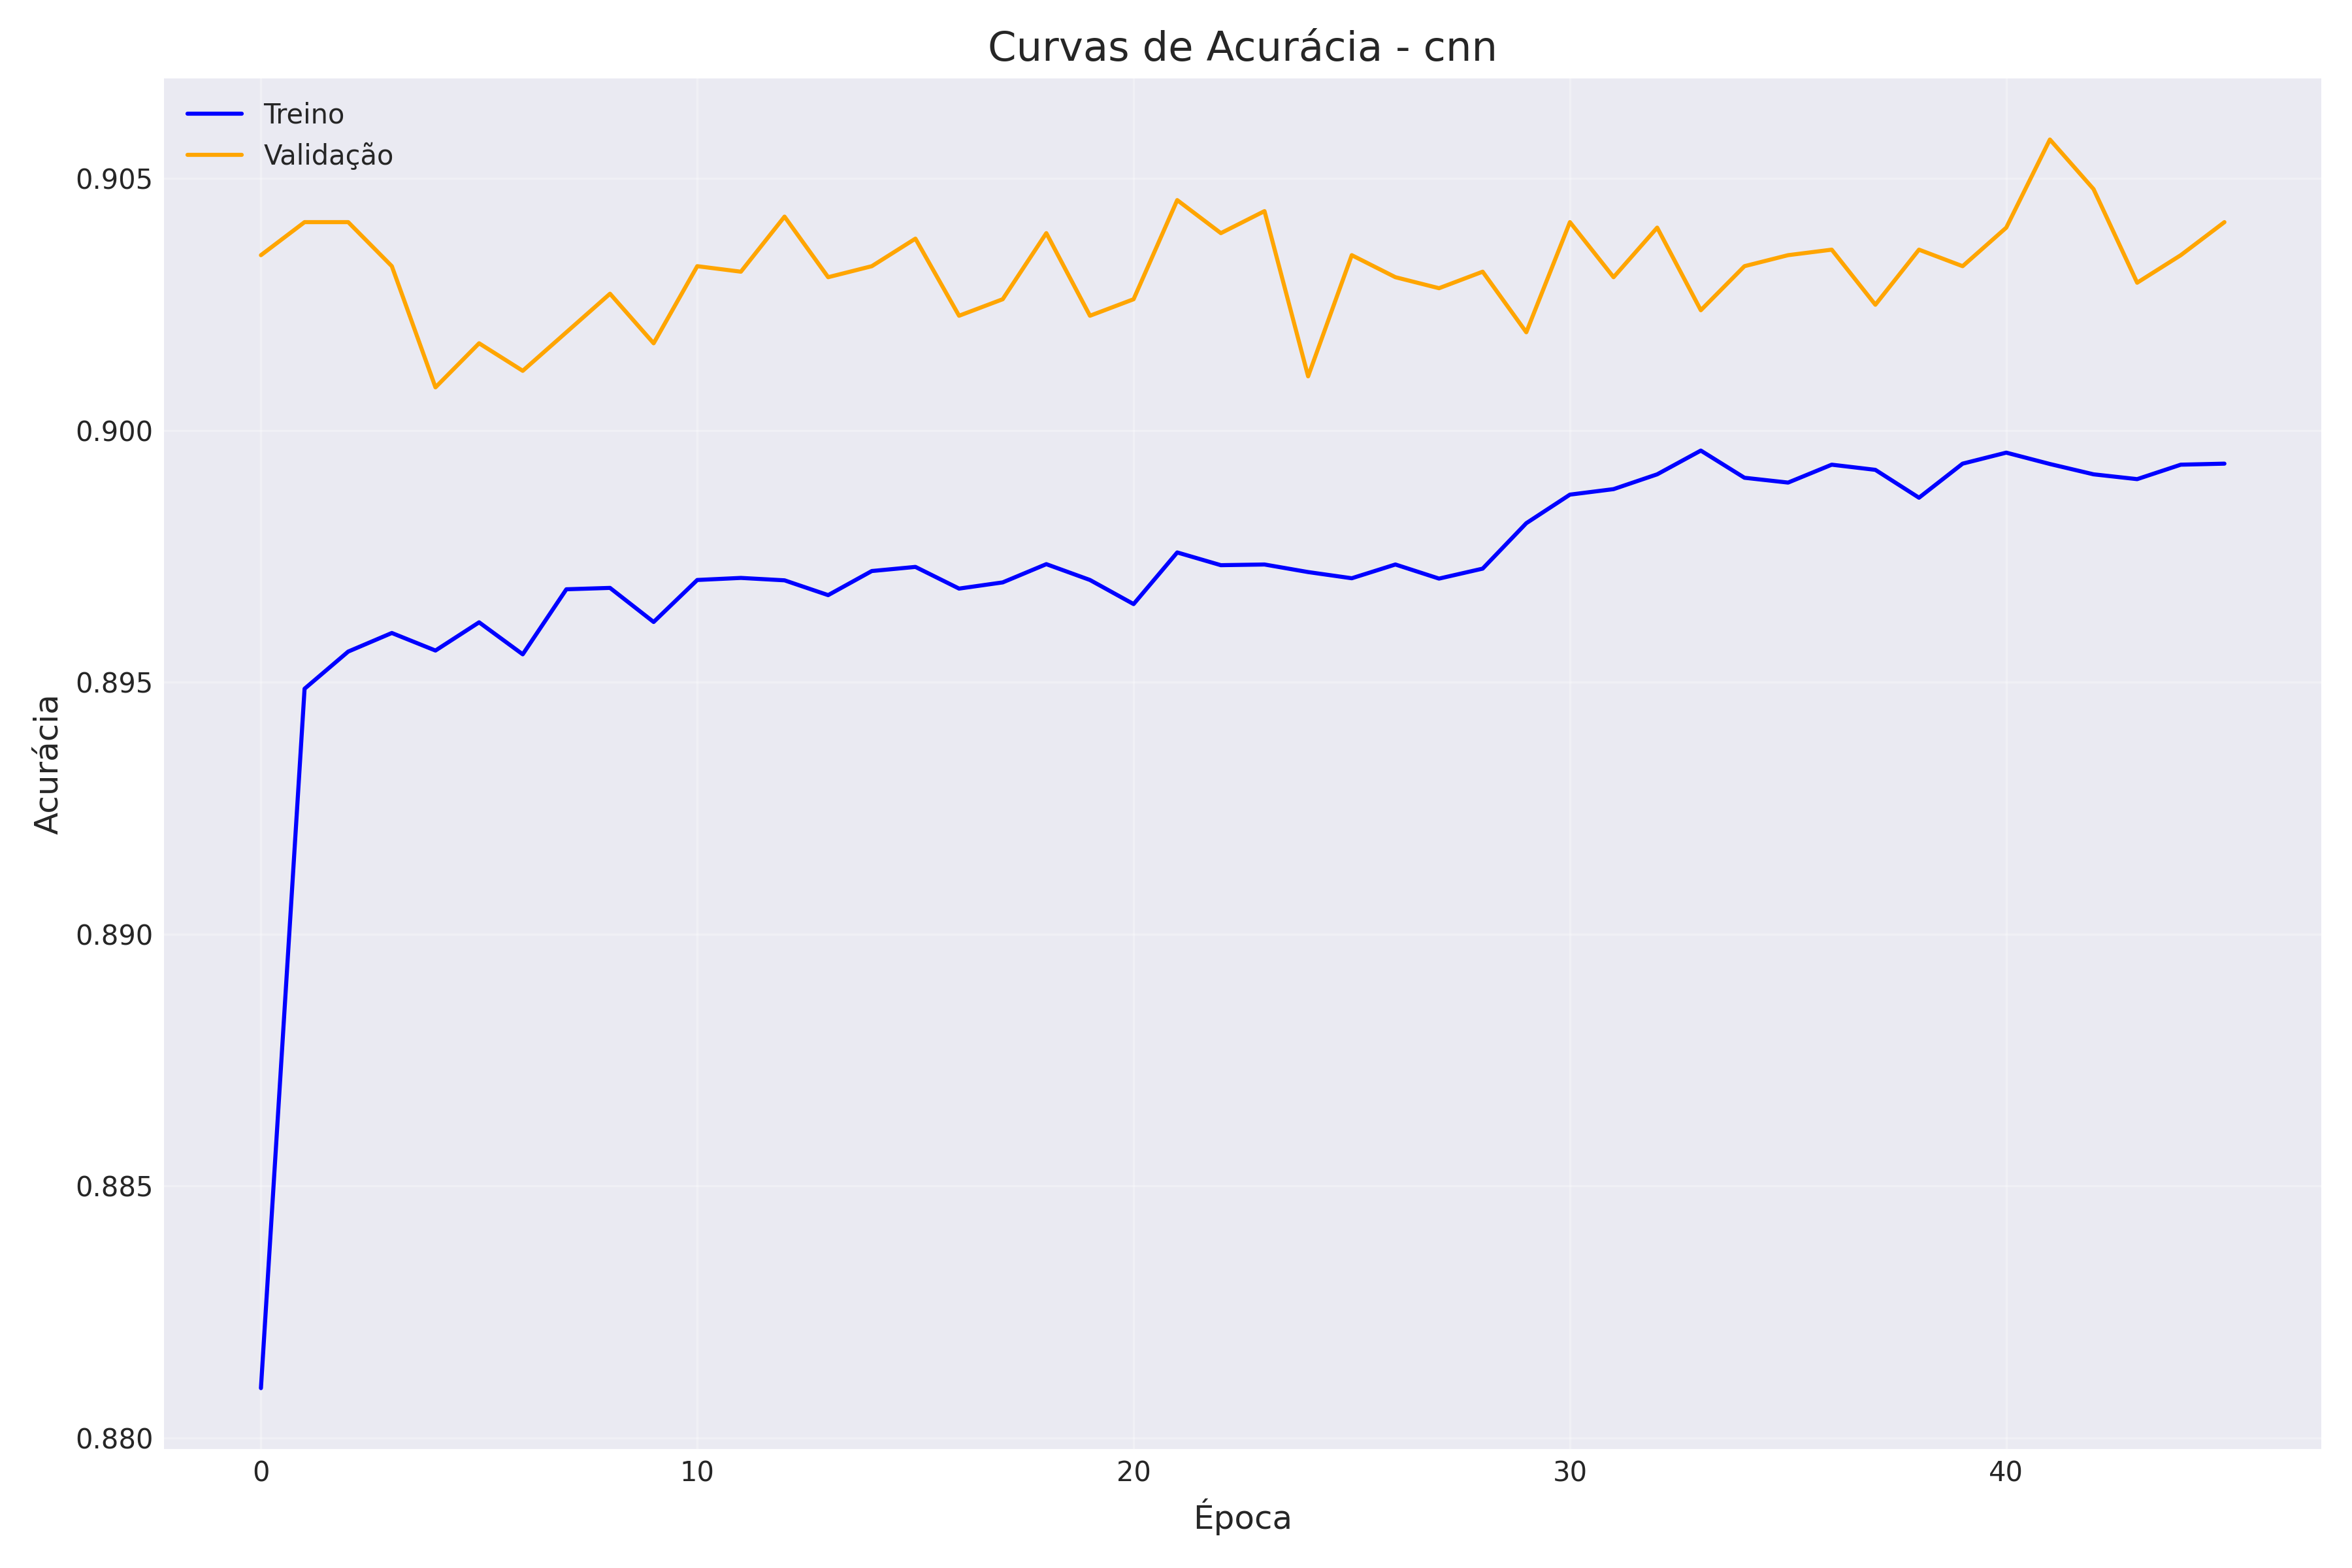 Curvas de Acurácia - cnn
Treino
Validação
0.905
0.900
0.895
0.890
0.885
0.880
Acurácia
0
10
20
30
40
Época